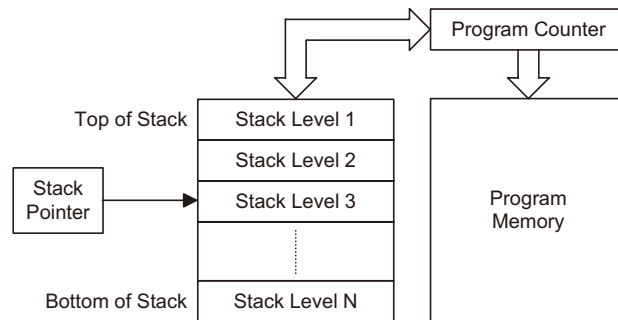 Program Counter
Top of Stack
Stack Level 1
Stack Level 2
Stack
Pointer
Stack Level 3
Program
Memory
Bottom of Stack
Stack Level N